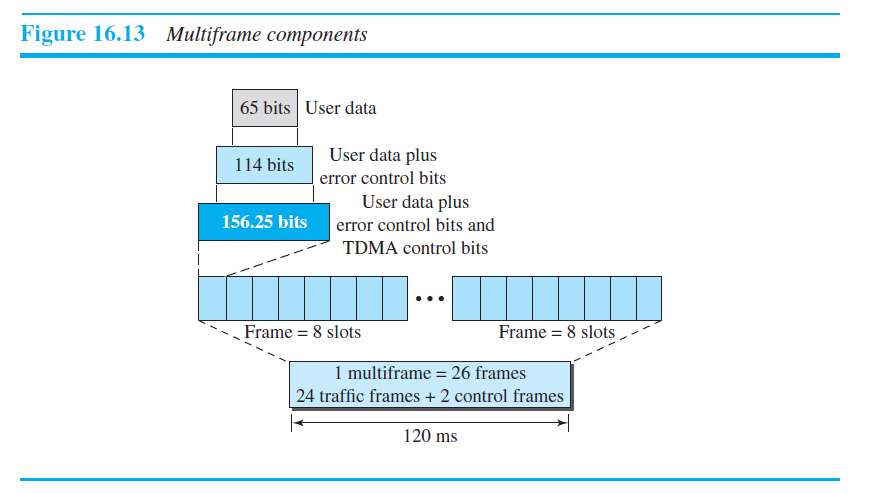 Figure 16.13 Multiframe components
65 bits User data
114 bits
User data plus
error control bits
156.25 bits
User data plus
error control bits and
TDMA control bits
•••
Frame = 8 slots
Frame = 8 slots
1 multiframe = 26 frames
24 traffic frames + 2 control frames
120 ms